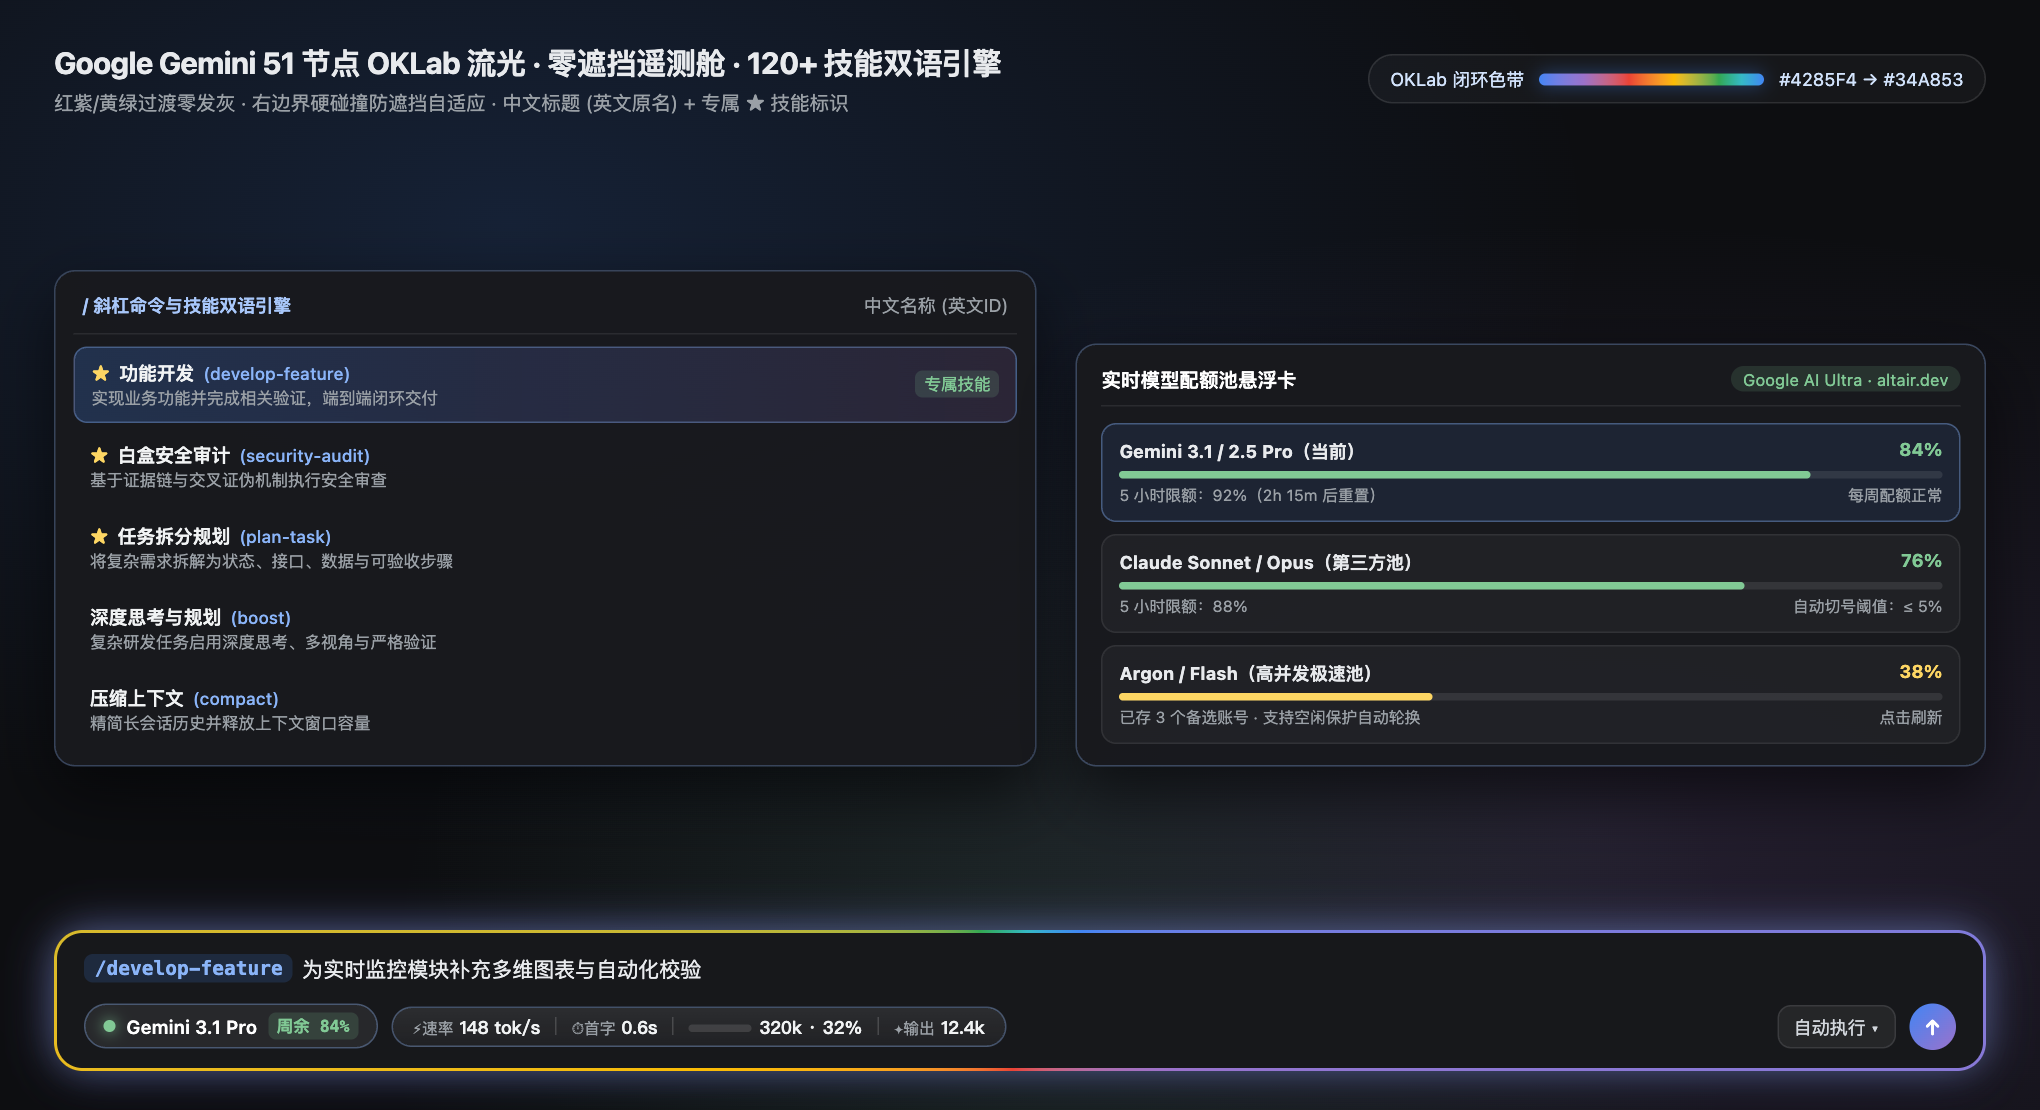 Google Gemini 51 节点 OKLab 流光 · 零遮挡遥测舱 · 120+ 技能双语引擎
红紫/黄绿过渡零发灰 · 右边界硬碰撞防遮挡自适应 · 中文标题 (英文原名) + 专属 ★ 技能标识
OKLab 闭环色带 #4285F4 → #34A853
/ 斜杠命令与技能双语引擎 中文名称 (英文ID)
⭐ 功能开发 (develop-feature)
实现业务功能并完成相关验证，端到端闭环交付
专属技能
⭐ 白盒安全审计 (security-audit)
基于证据链与交叉证伪机制执行安全审查
⭐ 任务拆分规划 (plan-task)
将复杂需求拆解为状态、接口、数据与可验收步骤
深度思考与规划 (boost)
复杂研发任务启用深度思考、多视角与严格验证
压缩上下文 (compact)
精简长会话历史并释放上下文窗口容量
实时模型配额池悬浮卡 Google AI Ultra · altair.dev
Gemini 3.1 / 2.5 Pro（当前） 84%
5 小时限额：92%（2h 15m 后重置） 每周配额正常
Claude Sonnet / Opus（第三方池） 76%
5 小时限额：88% 自动切号阈值：≤ 5%
Argon / Flash（高并发极速池） 38%
已存 3 个备选账号 · 支持空闲保护自动轮换 点击刷新
/develop-feature 为实时监控模块补充多维图表与自动化校验
Gemini 3.1 Pro 周余 84% ⚡速率 148 tok/s ⏱首字 0.6s 320k · 32% ✦输出 12.4k 自动执行 ▾